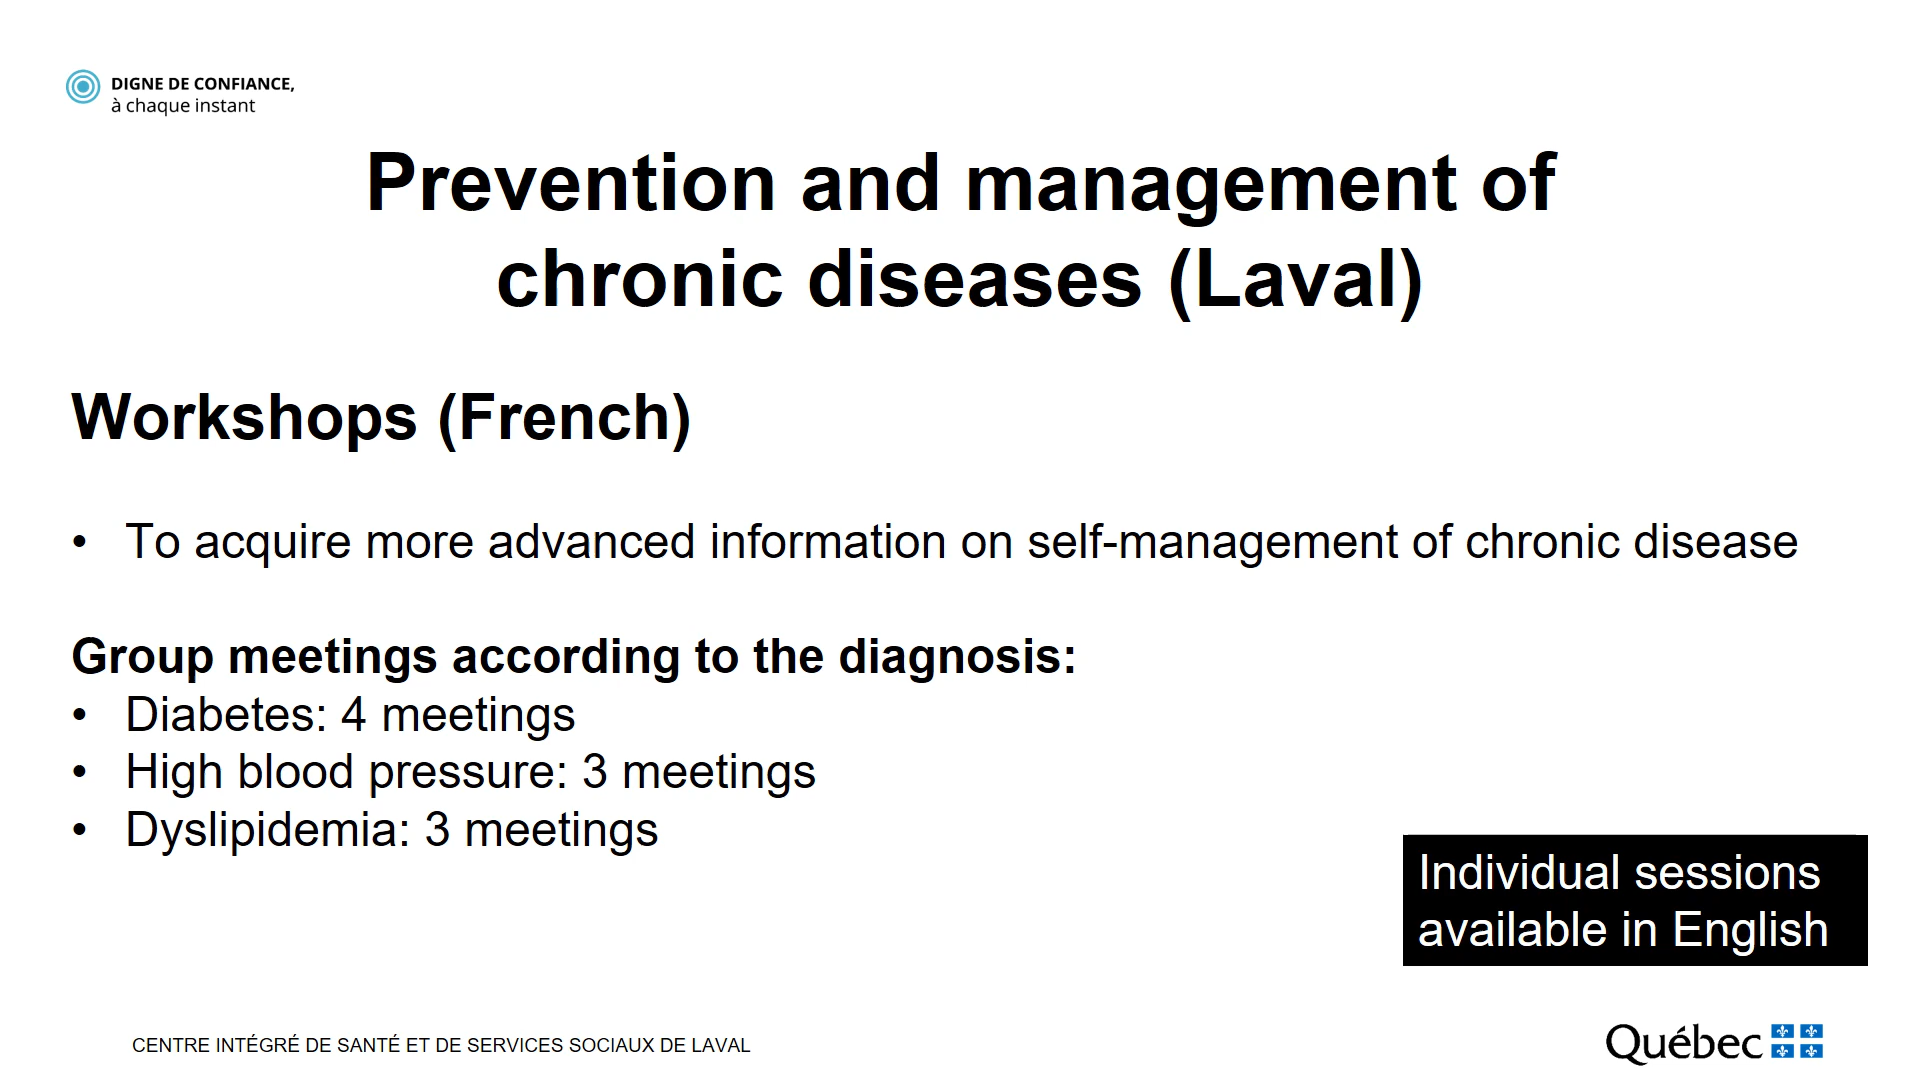 DIGNE DE CONFIANCE,
à chaque instant
Prevention and management of
chronic diseases (Laval)
Workshops (French)
• To acquire more advanced information on self-management of chronic disease
Group meetings according to the diagnosis:
• Diabetes: 4 meetings
• High blood pressure: 3 meetings
• Dyslipidemia: 3 meetings
Individual sessions
available in English
CENTRE INTÉGRÉ DE SANTÉ ET DE SERVICES SOCIAUX DE LAVAL
Québec